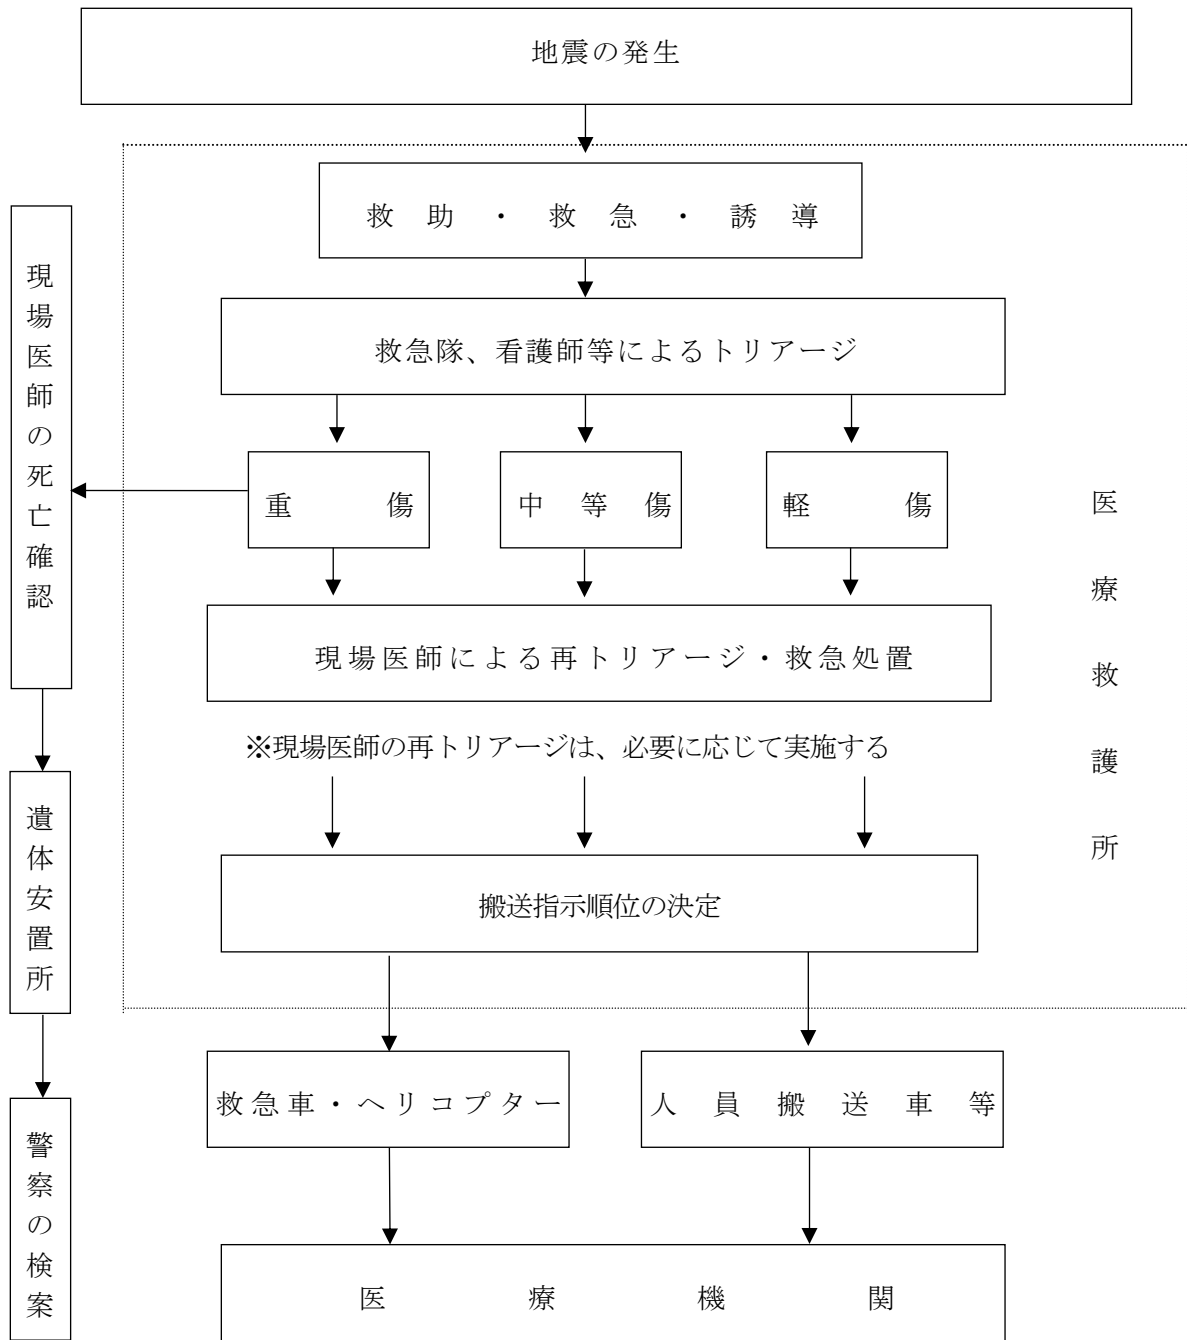 地震の発生
救助・救急・誘導
救急隊、看護師等によるトリアージ
重傷
中等傷
軽傷
現場医師による再トリアージ・救急処置
※現場医師の再トリアージは、必要に応じて実施する
搬送指示順位の決定
救急車・ヘリコプター
人員搬送車等
医療機関
医療救護所
現場医師の死亡確認
遺体安置所
警察の検案